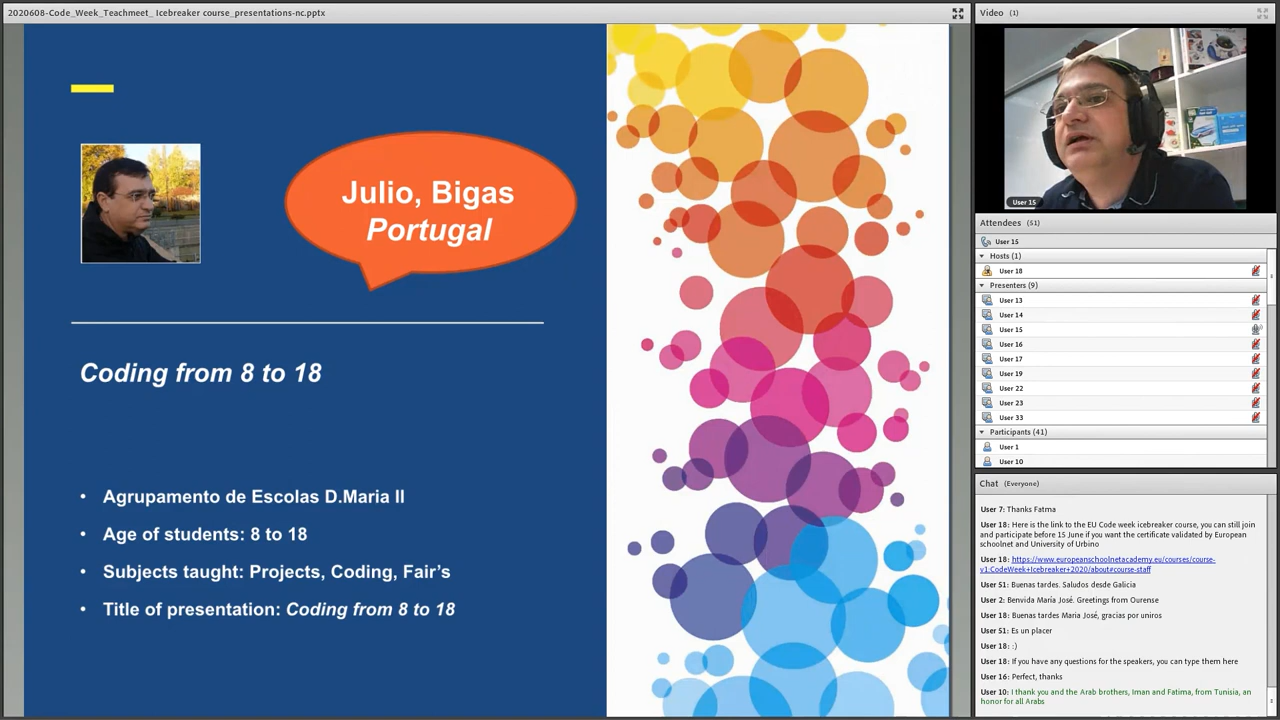 2020608-Code_Week_Teachmeet_ Icebreaker course_presentations-nc.pptx
Julio, Bigas
Portugal
Coding from 8 to 18
• Agrupamento de Escolas D.Maria II
• Age of students: 8 to 18
• Subjects taught: Projects, Coding, Fair's
• Title of presentation: Coding from 8 to 18
Video (1)
User 15
Attendees (51)
User 15
Hosts (1)
User 18
Presenters (9)
User 13
User 14
User 15
User 16
User 17
User 19
User 22
User 23
User 33
Participants (41)
User 1
User 10
Chat (Everyone)
User 7: Thanks Fatma
User 18: Here is the link to the EU Code week icebreaker course, you can still join
and participate before 15 June if you want the certificate validated by European
schoolnet and University of Urbino
User 18: https://www.europeanschoolnetacademy.eu/courses/course-
v1:CodeWeek+Icebreaker+2020/about#course-staff
User 51: Buenas tardes. Saludos desde Galicia
User 2: Benvida María José. Greetings from Ourense
User 18: Buenas tardes Maria José, gracias por uniros
User 51: Es un placer
User 18: :)
User 18: If you have any questions for the speakers, you can type them here
User 16: Perfect, thanks
User 10: I thank you and the Arab brothers, Iman and Fatima, from Tunisia, an
honor for all Arabs